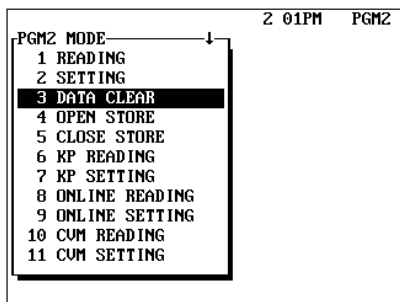 2 01PM PGM2
PGM2 MODE ↓
1 READING
2 SETTING
3 DATA CLEAR
4 OPEN STORE
5 CLOSE STORE
6 KP READING
7 KP SETTING
8 ONLINE READING
9 ONLINE SETTING
10 CVM READING
11 CVM SETTING